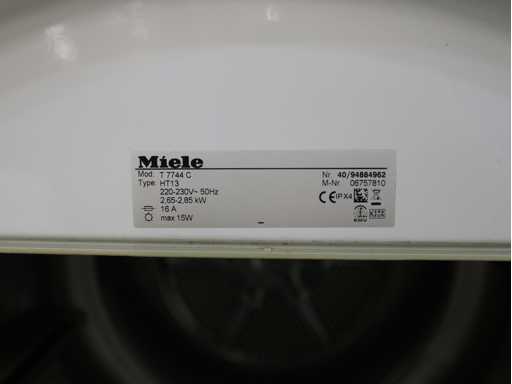 Miele
Mod. T 7744 C
Type: HT13
220-230V~ 50Hz
2,65-2,85 kW
16 A
max 15W
Nr. 40/94884962
M-Nr 06757810
CE IPX4